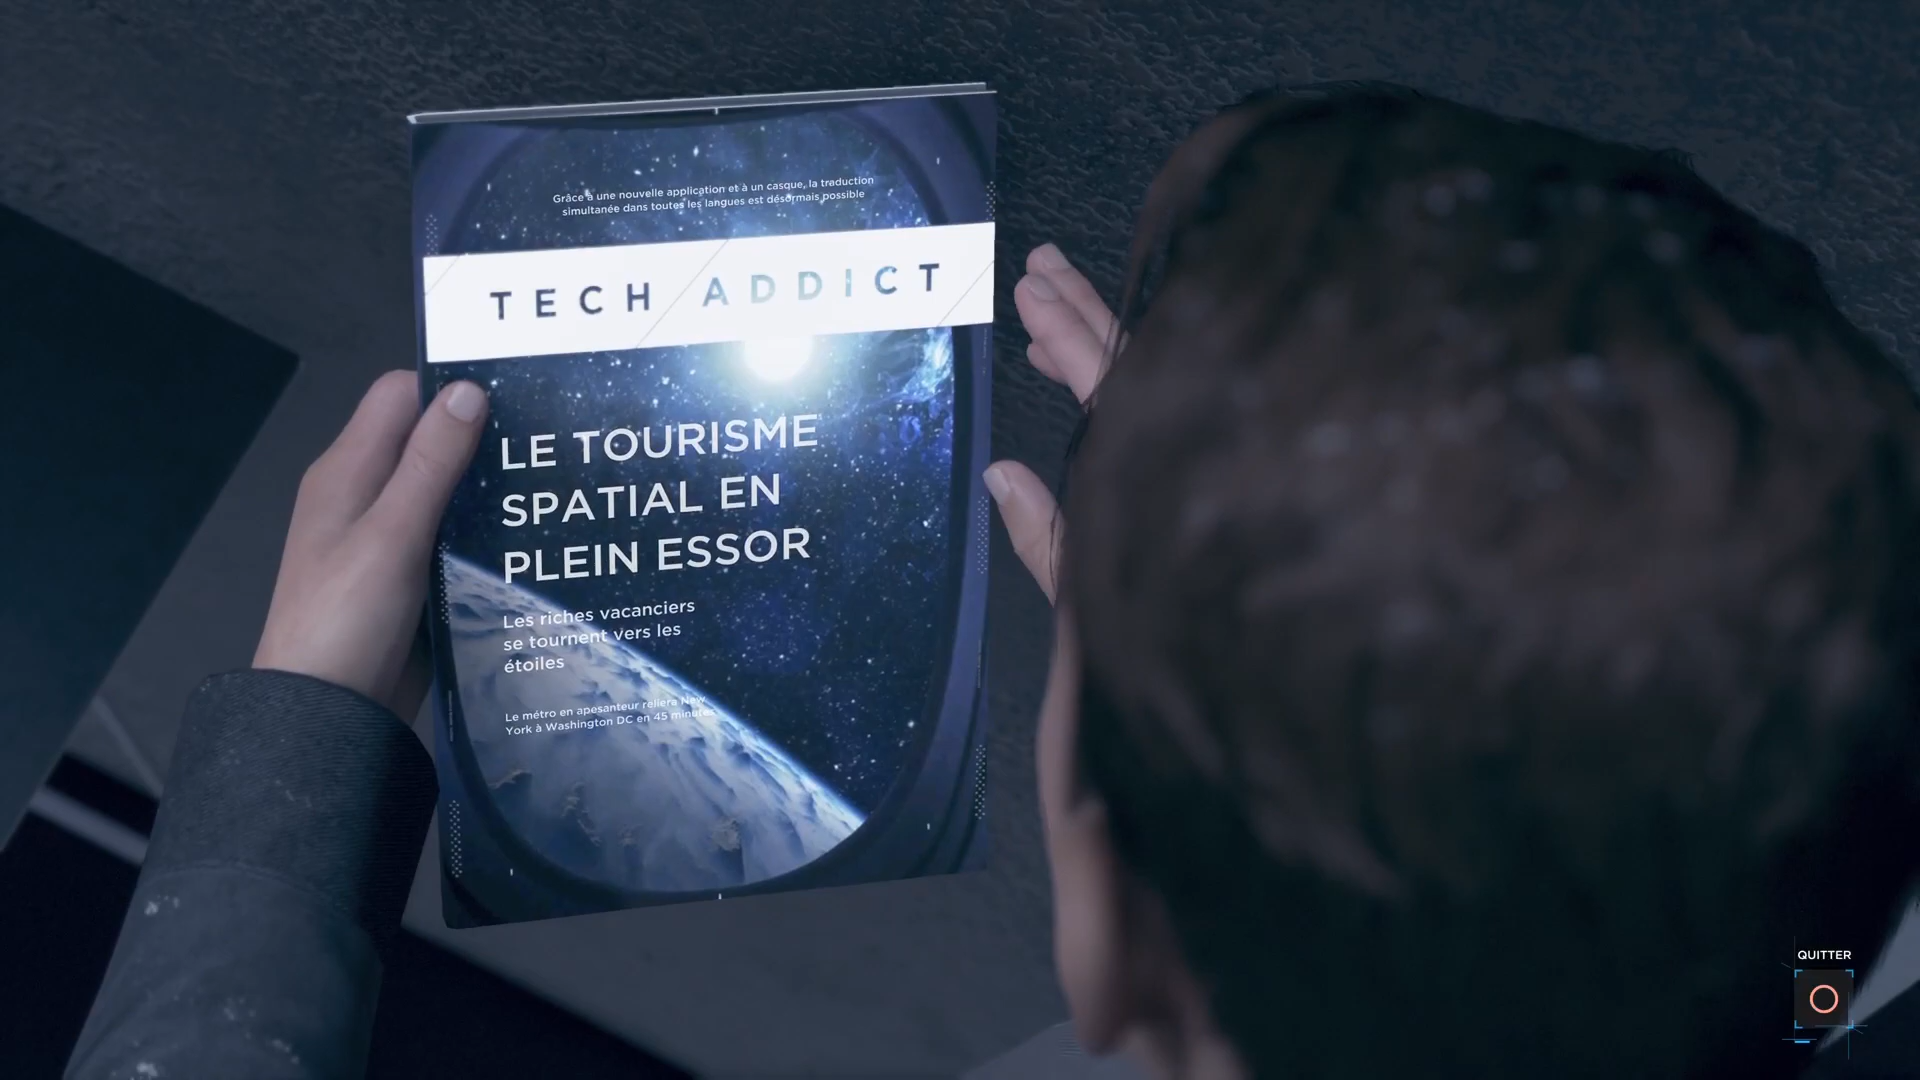 Grâce à une nouvelle application et à un casque, la traduction
simultanée dans toutes les langues est désormais possible
TECH ADDICT
LE TOURISME
SPATIAL EN
PLEIN ESSOR
Les riches vacanciers
se tournent vers les
étoiles
Le métro en apesanteur reliera New
York à Washington DC en 45 minutes
QUITTER